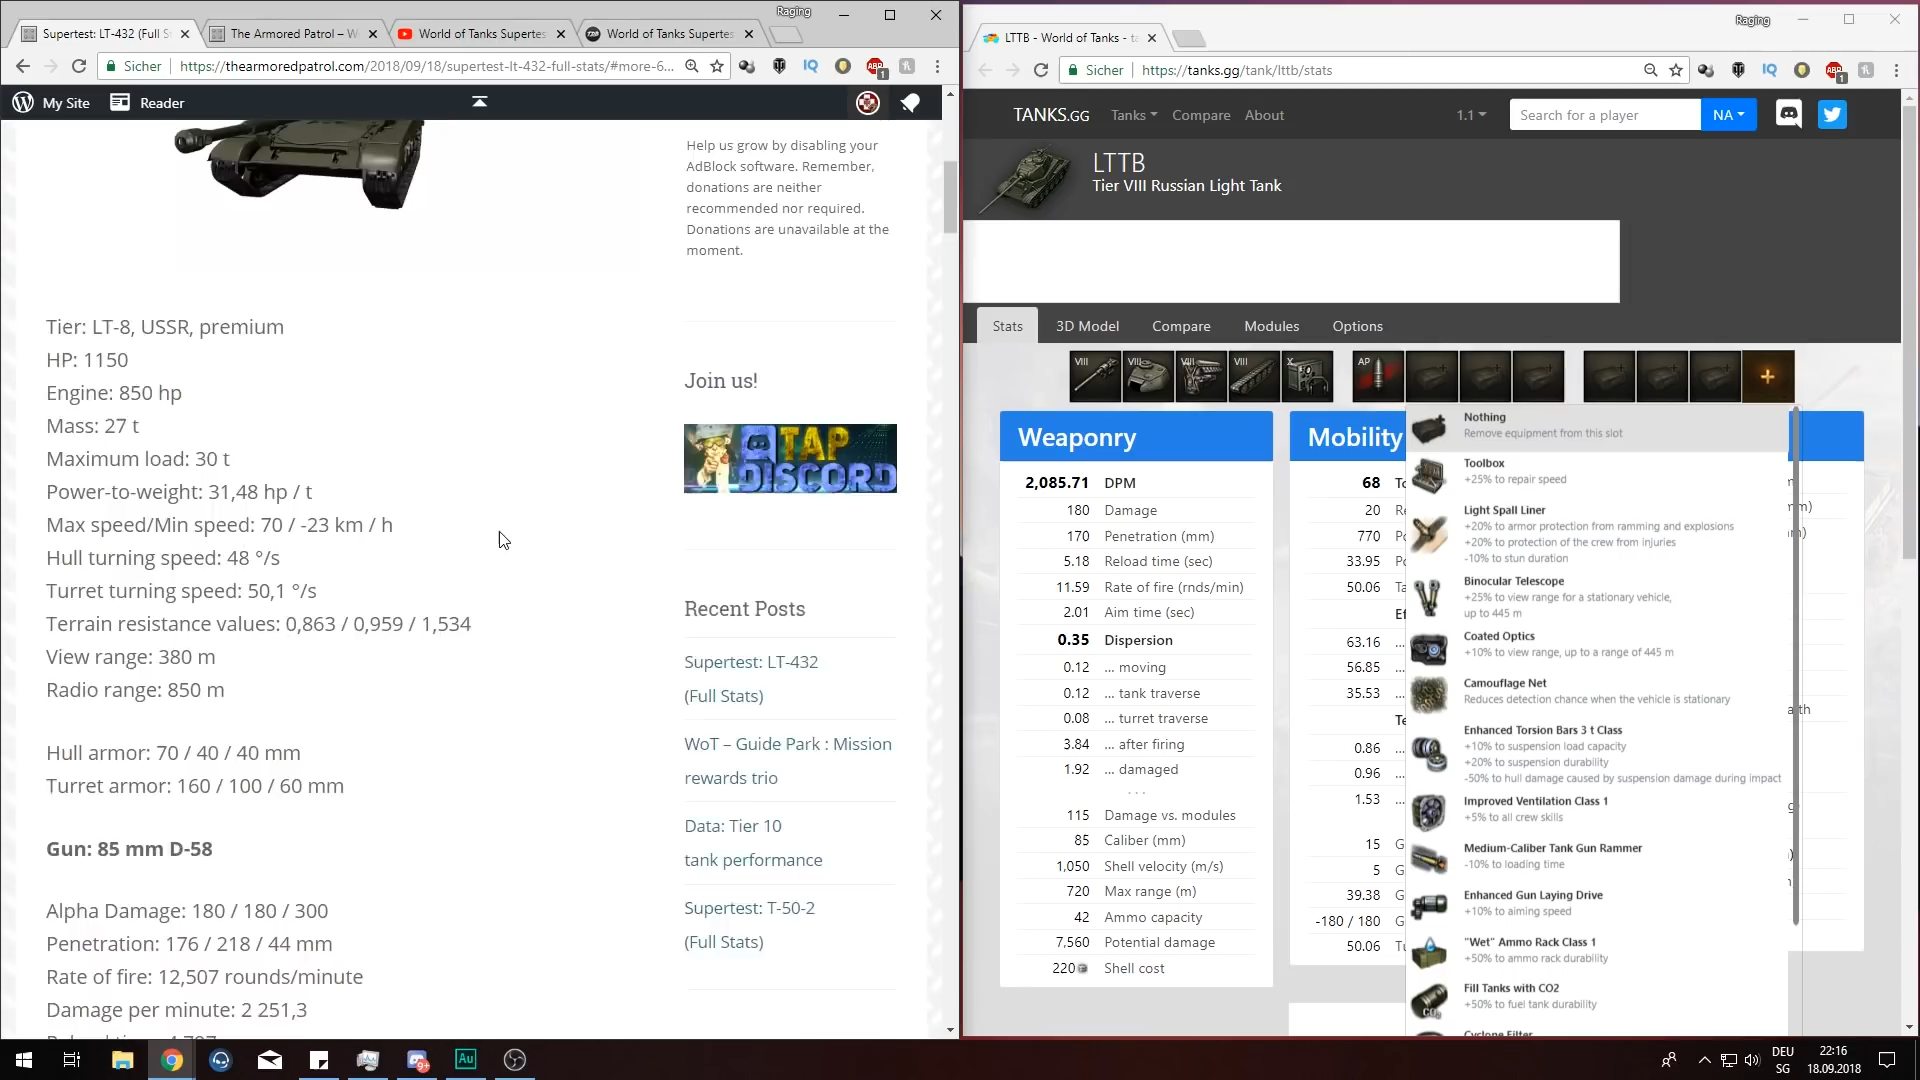 Raging
Supertest: LT-432 (Full S
The Armored Patrol – W
World of Tanks Supertes
World of Tanks Supertes
Sicher
https://thearmoredpatrol.com/2018/09/18/supertest-lt-432-full-stats/#more-6...
My Site
Reader
Help us grow by disabling your
AdBlock software. Remember,
donations are neither
recommended nor required.
Donations are unavailable at the
moment.
Tier: LT-8, USSR, premium
HP: 1150
Engine: 850 hp
Mass: 27 t
Maximum load: 30 t
Power-to-weight: 31,48 hp / t
Max speed/Min speed: 70 / -23 km / h
Hull turning speed: 48 °/s
Turret turning speed: 50,1 °/s
Terrain resistance values: 0,863 / 0,959 / 1,534
View range: 380 m
Radio range: 850 m
Hull armor: 70 / 40 / 40 mm
Turret armor: 160 / 100 / 60 mm
Gun: 85 mm D-58
Alpha Damage: 180 / 180 / 300
Penetration: 176 / 218 / 44 mm
Rate of fire: 12,507 rounds/minute
Damage per minute: 2 251,3
Join us!
TAP
DISCORD
Recent Posts
Supertest: LT-432
(Full Stats)
WoT – Guide Park : Mission
rewards trio
Data: Tier 10
tank performance
Supertest: T-50-2
(Full Stats)
Raging
LTTB - World of Tanks - ta
Sicher
https://tanks.gg/tank/lttb/stats
TANKS.GG
Tanks
Compare
About
1.1
Search for a player
NA
LTTB
Tier VIII Russian Light Tank
Stats
3D Model
Compare
Modules
Options
VIII
VIII
VIII
VIII
X
AP
Weaponry
2,085.71 DPM
180 Damage
170 Penetration (mm)
5.18 Reload time (sec)
11.59 Rate of fire (rnds/min)
2.01 Aim time (sec)
0.35 Dispersion
0.12 ... moving
0.12 ... tank traverse
0.08 ... turret traverse
3.84 ... after firing
1.92 ... damaged
...
115 Damage vs. modules
85 Caliber (mm)
1,050 Shell velocity (m/s)
720 Max range (m)
42 Ammo capacity
7,560 Potential damage
220 Shell cost
Mobility
68 To
20 Re
770 Po
33.95 Po
50.06 Ta
Ef
63.16 ...
56.85 ...
35.53 ...
Te
0.86 ...
0.96 ...
1.53 ...
15 G
5 G
39.38 G
-180 / 180 G
50.06 Tu
Nothing
Remove equipment from this slot
Toolbox
+25% to repair speed
Light Spall Liner
+20% to armor protection from ramming and explosions
+20% to protection of the crew from injuries
-10% to stun duration
Binocular Telescope
+25% to view range for a stationary vehicle,
up to 445 m
Coated Optics
+10% to view range, up to a range of 445 m
Camouflage Net
Reduces detection chance when the vehicle is stationary
Enhanced Torsion Bars 3 t Class
+10% to suspension load capacity
+20% to suspension durability
-50% to hull damage caused by suspension damage during impact
Improved Ventilation Class 1
+5% to all crew skills
Medium-Caliber Tank Gun Rammer
-10% to loading time
Enhanced Gun Laying Drive
+10% to aiming speed
"Wet" Ammo Rack Class 1
+50% to ammo rack durability
Fill Tanks with CO2
+50% to fuel tank durability
Cyclone Filter
DEU
SG
22:16
18.09.2018